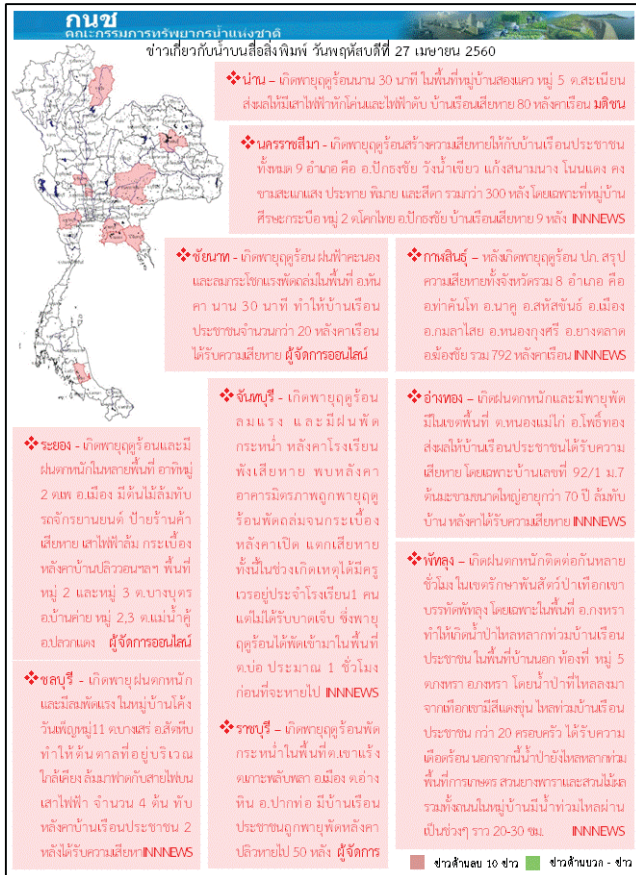 กนช
คณะกรรมการทรัพยากรน้ำแห่งชาติ
ข่าวเกี่ยวกับน้ำบนสื่อสิ่งพิมพ์ วันพฤหัสบดีที่ 27 เมษายน 2560
❖ น่าน – เกิดพายุฤดูร้อนนาน 30 นาที ในพื้นที่หมู่บ้านสองแคว หมู่ 5 ต.สะเนียน
ส่งผลให้มีเสาไฟฟ้าหักโค่นและไฟฟ้าดับ บ้านเรือนเสียหาย 80 หลังคาเรือน มติชน
❖ นครราชสีมา - เกิดพายุฤดูร้อนสร้างความเสียหายให้กับบ้านเรือนประชาชน
ทั้งหมด 9 อำเภอ คือ อ.ปักธงชัย วังน้ำเขียว แก้งสนามนาง โนนแดง คง
ขามสะแกแสง ประทาย พิมาย และสีดา รวมกว่า 300 หลัง โดยเฉพาะที่หมู่บ้าน
ศีรษะกระบือ หมู่ 2 ต.โคกไทย อ.ปักธงชัย บ้านเรือนเสียหาย 9 หลัง INNNEWS
❖ ชัยนาท - เกิดพายุฤดูร้อน ฝนฟ้าคะนอง
และลมกระโชกแรงพัดถล่มในพื้นที่ อ.หัน
คา นาน 30 นาที ทำให้บ้านเรือน
ประชาชนจำนวนกว่า 20 หลังคาเรือน
ได้รับความเสียหาย ผู้จัดการออนไลน์
❖ กาฬสินธุ์ – หลังเกิดพายุฤดูร้อน ปภ. สรุป
ความเสียหายทั้งจังหวัดรวม 8 อำเภอ คือ
อ.ท่าคันโท อ.นาคู อ.สหัสขันธ์ อ.เมือง
อ.กมลาไสย อ.หนองกุงศรี อ.ยางตลาด
อ.ฆ้องชัย รวม 792 หลังคาเรือน INNNEWS
❖ จันทบุรี - เกิดพายุฤดูร้อน
ลมแรง และมีฝนพัด
กระหน่ำ หลังคาโรงเรียน
พังเสียหาย พบหลังคา
อาคารมิตรภาพถูกพายุฤดู
ร้อนพัดถล่มจนกระเบื้อง
หลังคาเปิด แตกเสียหาย
ทั้งนี้ในช่วงเกิดเหตุได้มีครู
เวรอยู่ประจำโรงเรียน1 คน
แต่ไม่ได้รับบาดเจ็บ ซึ่งพายุ
ฤดูร้อนได้พัดเข้ามาในพื้นที่
ต.บ่อ ประมาณ 1 ชั่วโมง
ก่อนที่จะหายไป INNNEWS
❖ ราชบุรี – เกิดพายุฤดูร้อนพัด
กระหน่ำในพื้นที่ต.เขาแร้ง
ต.เกาะพลับพลา อ.เมือง ต.อ่าง
หิน อ.ปากท่อ มีบ้านเรือน
ประชาชนถูกพายุพัดหลังคา
ปลิวหายไป 50 หลัง ผู้จัดการ
❖ อ่างทอง – เกิดฝนตกหนักและมีพายุพัด
มีในเขตพื้นที่ ต.หนองแม่ไก่ อ.โพธิ์ทอง
ส่งผลให้บ้านเรือนประชาชนได้รับความ
เสียหาย โดยเฉพาะบ้านเลขที่ 92/1 ม.7
ต้นมะขามขนาดใหญ่อายุกว่า 70 ปี ล้มทับ
บ้าน หลังคาได้รับความเสียหาย INNNEWS
❖ ระยอง - เกิดพายุฤดูร้อนและมี
ฝนตกหนักในหลายพื้นที่ อาทิหมู่
2 ต.เพ อ.เมือง มีต้นไม้ล้มทับ
รถจักรยานยนต์ ป้ายร้านค้า
เสียหาย เสาไฟฟ้าล้ม กระเบื้อง
หลังคาบ้านปลิวว่อนฯลฯ พื้นที่
หมู่ 2 และหมู่ 3 ต.บางบุตร
อ.บ้านค่าย หมู่ 2,3 ต.แม่น้ำคู้
อ.ปลวกแดง ผู้จัดการออนไลน์
❖ ชลบุรี - เกิดพายุ ฝนตกหนัก
และมีลมพัดแรง ในหมู่บ้านโค้ง
วันเพ็ญหมู่11 ต.บางเสร่ อ.สัตหีบ
ทำให้ต้นตาลที่อยู่บริเวณ
ใกล้เคียง ล้มมาฟาดกับสายไฟบน
เสาไฟฟ้า จำนวน 4 ต้น ทับ
หลังคาบ้านเรือนประชาชน 2
หลังได้รับความเสียหายINNNEWS
❖ พัทลุง – เกิดฝนตกหนักติดต่อกันหลาย
ชั่วโมง ในเขตรักษาพันสัตว์ป่าเทือกเขา
บรรทัดพัทลุง โดยเฉพาะในพื้นที่ อ.กงหรา
ทำให้เกิดน้ำป่าไหลหลากท่วมบ้านเรือน
ประชาชน ในพื้นที่บ้านนอก ท้องที่ หมู่ 5
ต.กงหรา อ.กงหรา โดยน้ำป่าที่ไหลลงมา
จากเทือกเขามีสีแดงขุ่น ไหลท่วมบ้านเรือน
ประชาชน กว่า 20 ครอบครัว ได้รับความ
เดือดร้อน นอกจากนี้น้ำป่ายังไหลหลากท่วม
พื้นที่การเกษตร สวนยางพาราและสวนไม้ผล
รวมทั้งถนนในหมู่บ้านมีน้ำท่วมไหลผ่าน
เป็นช่วงๆ ราว 20-30 ซม. INNNEWS
ข่าวด้านลบ 10 ข่าว ข่าวด้านบวก - ข่าว